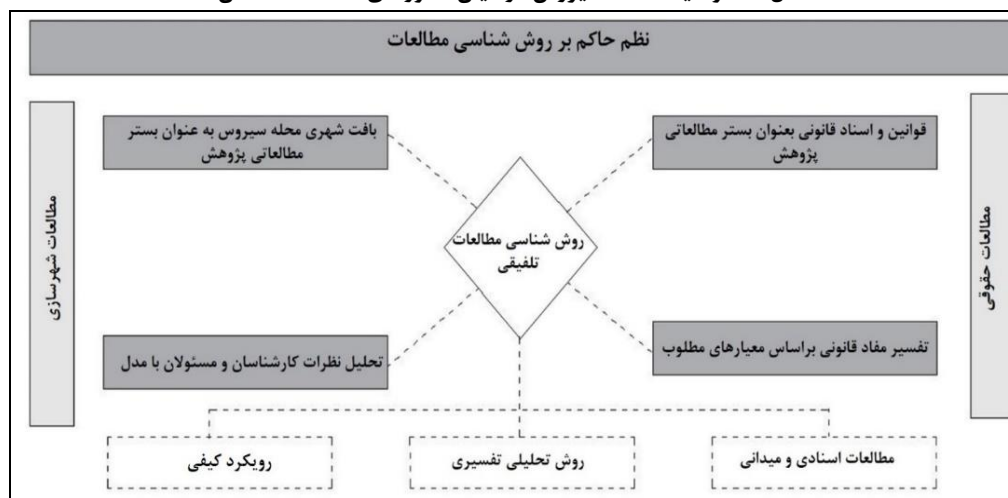 نظم حاکم بر روش شناسی مطالعات
مطالعات حقوقی
قوانین و اسناد قانونی بعنوان بستر مطالعاتی
پژوهش
بافت شهری محله سیروس به عنوان بستر
مطالعاتی پژوهش
مطالعات شهرسازی
روش شناسی مطالعات
تلفیقی
تفسیر مفاد قانونی براساس معیارهای مطلوب
تحلیل نظرات کارشناسان و مسئولان با مدل
مطالعات اسنادی و میدانی
روش تحلیلی تفسیری
رویکرد کیفی